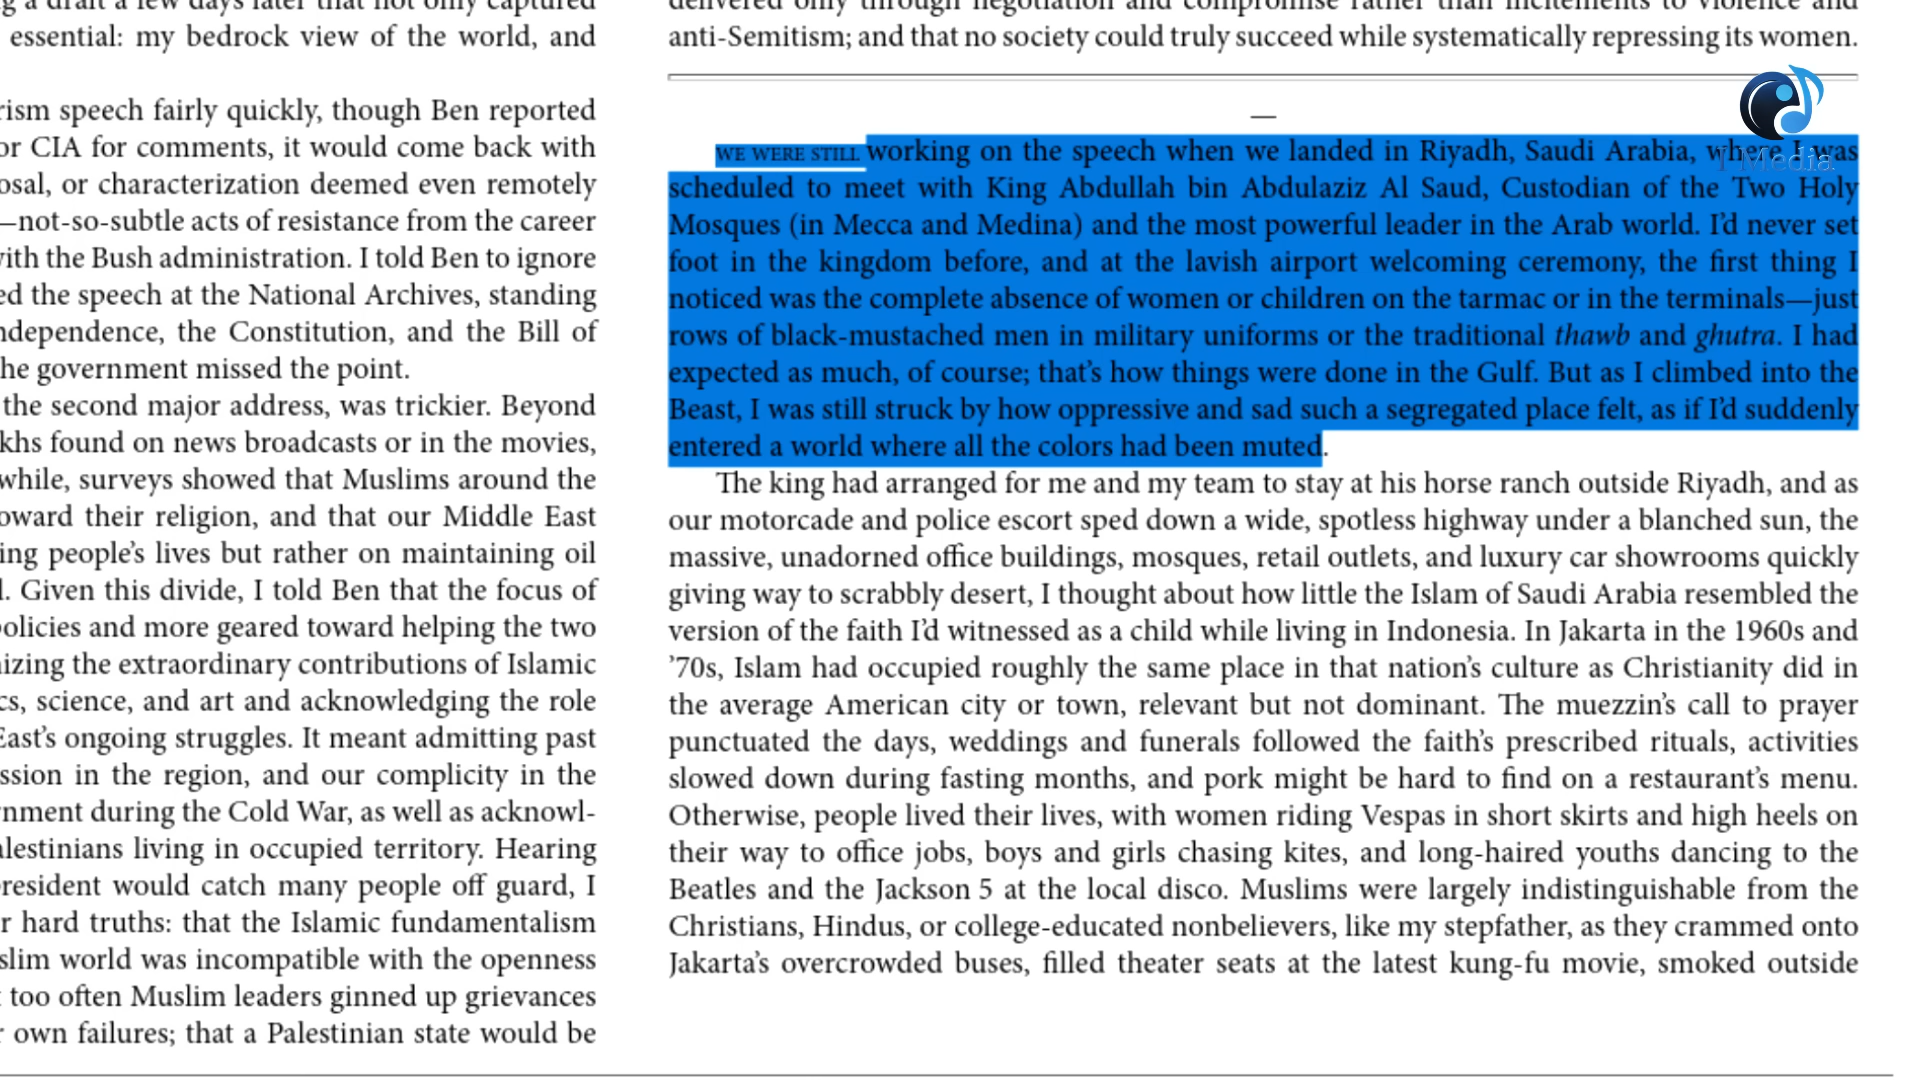 g a draft a few days later that not only captured
essential: my bedrock view of the world, and
rism speech fairly quickly, though Ben reported
or CIA for comments, it would come back with
osal, or characterization deemed even remotely
—not-so-subtle acts of resistance from the career
ith the Bush administration. I told Ben to ignore
ed the speech at the National Archives, standing
ndependence, the Constitution, and the Bill of
he government missed the point.
the second major address, was trickier. Beyond
khs found on news broadcasts or in the movies,
while, surveys showed that Muslims around the
oward their religion, and that our Middle East
ing people's lives but rather on maintaining oil
l. Given this divide, I told Ben that the focus of
policies and more geared toward helping the two
nizing the extraordinary contributions of Islamic
cs, science, and art and acknowledging the role
East's ongoing struggles. It meant admitting past
ssion in the region, and our complicity in the
rnment during the Cold War, as well as acknowl-
alestinians living in occupied territory. Hearing
president would catch many people off guard, I
r hard truths: that the Islamic fundamentalism
slim world was incompatible with the openness
t too often Muslim leaders ginned up grievances
r own failures; that a Palestinian state would be
delivered only through negotiation and compromise rather than incitements to violence and
anti-Semitism; and that no society could truly succeed while systematically repressing its women.
—
WE WERE STILL working on the speech when we landed in Riyadh, Saudi Arabia, where I was
scheduled to meet with King Abdullah bin Abdulaziz Al Saud, Custodian of the Two Holy
Mosques (in Mecca and Medina) and the most powerful leader in the Arab world. I'd never set
foot in the kingdom before, and at the lavish airport welcoming ceremony, the first thing I
noticed was the complete absence of women or children on the tarmac or in the terminals—just
rows of black-mustached men in military uniforms or the traditional thawb and ghutra. I had
expected as much, of course; that's how things were done in the Gulf. But as I climbed into the
Beast, I was still struck by how oppressive and sad such a segregated place felt, as if I'd suddenly
entered a world where all the colors had been muted.
The king had arranged for me and my team to stay at his horse ranch outside Riyadh, and as
our motorcade and police escort sped down a wide, spotless highway under a blanched sun, the
massive, unadorned office buildings, mosques, retail outlets, and luxury car showrooms quickly
giving way to scrabbly desert, I thought about how little the Islam of Saudi Arabia resembled the
version of the faith I'd witnessed as a child while living in Indonesia. In Jakarta in the 1960s and
'70s, Islam had occupied roughly the same place in that nation's culture as Christianity did in
the average American city or town, relevant but not dominant. The muezzin's call to prayer
punctuated the days, weddings and funerals followed the faith's prescribed rituals, activities
slowed down during fasting months, and pork might be hard to find on a restaurant's menu.
Otherwise, people lived their lives, with women riding Vespas in short skirts and high heels on
their way to office jobs, boys and girls chasing kites, and long-haired youths dancing to the
Beatles and the Jackson 5 at the local disco. Muslims were largely indistinguishable from the
Christians, Hindus, or college-educated nonbelievers, like my stepfather, as they crammed onto
Jakarta's overcrowded buses, filled theater seats at the latest kung-fu movie, smoked outside
Media